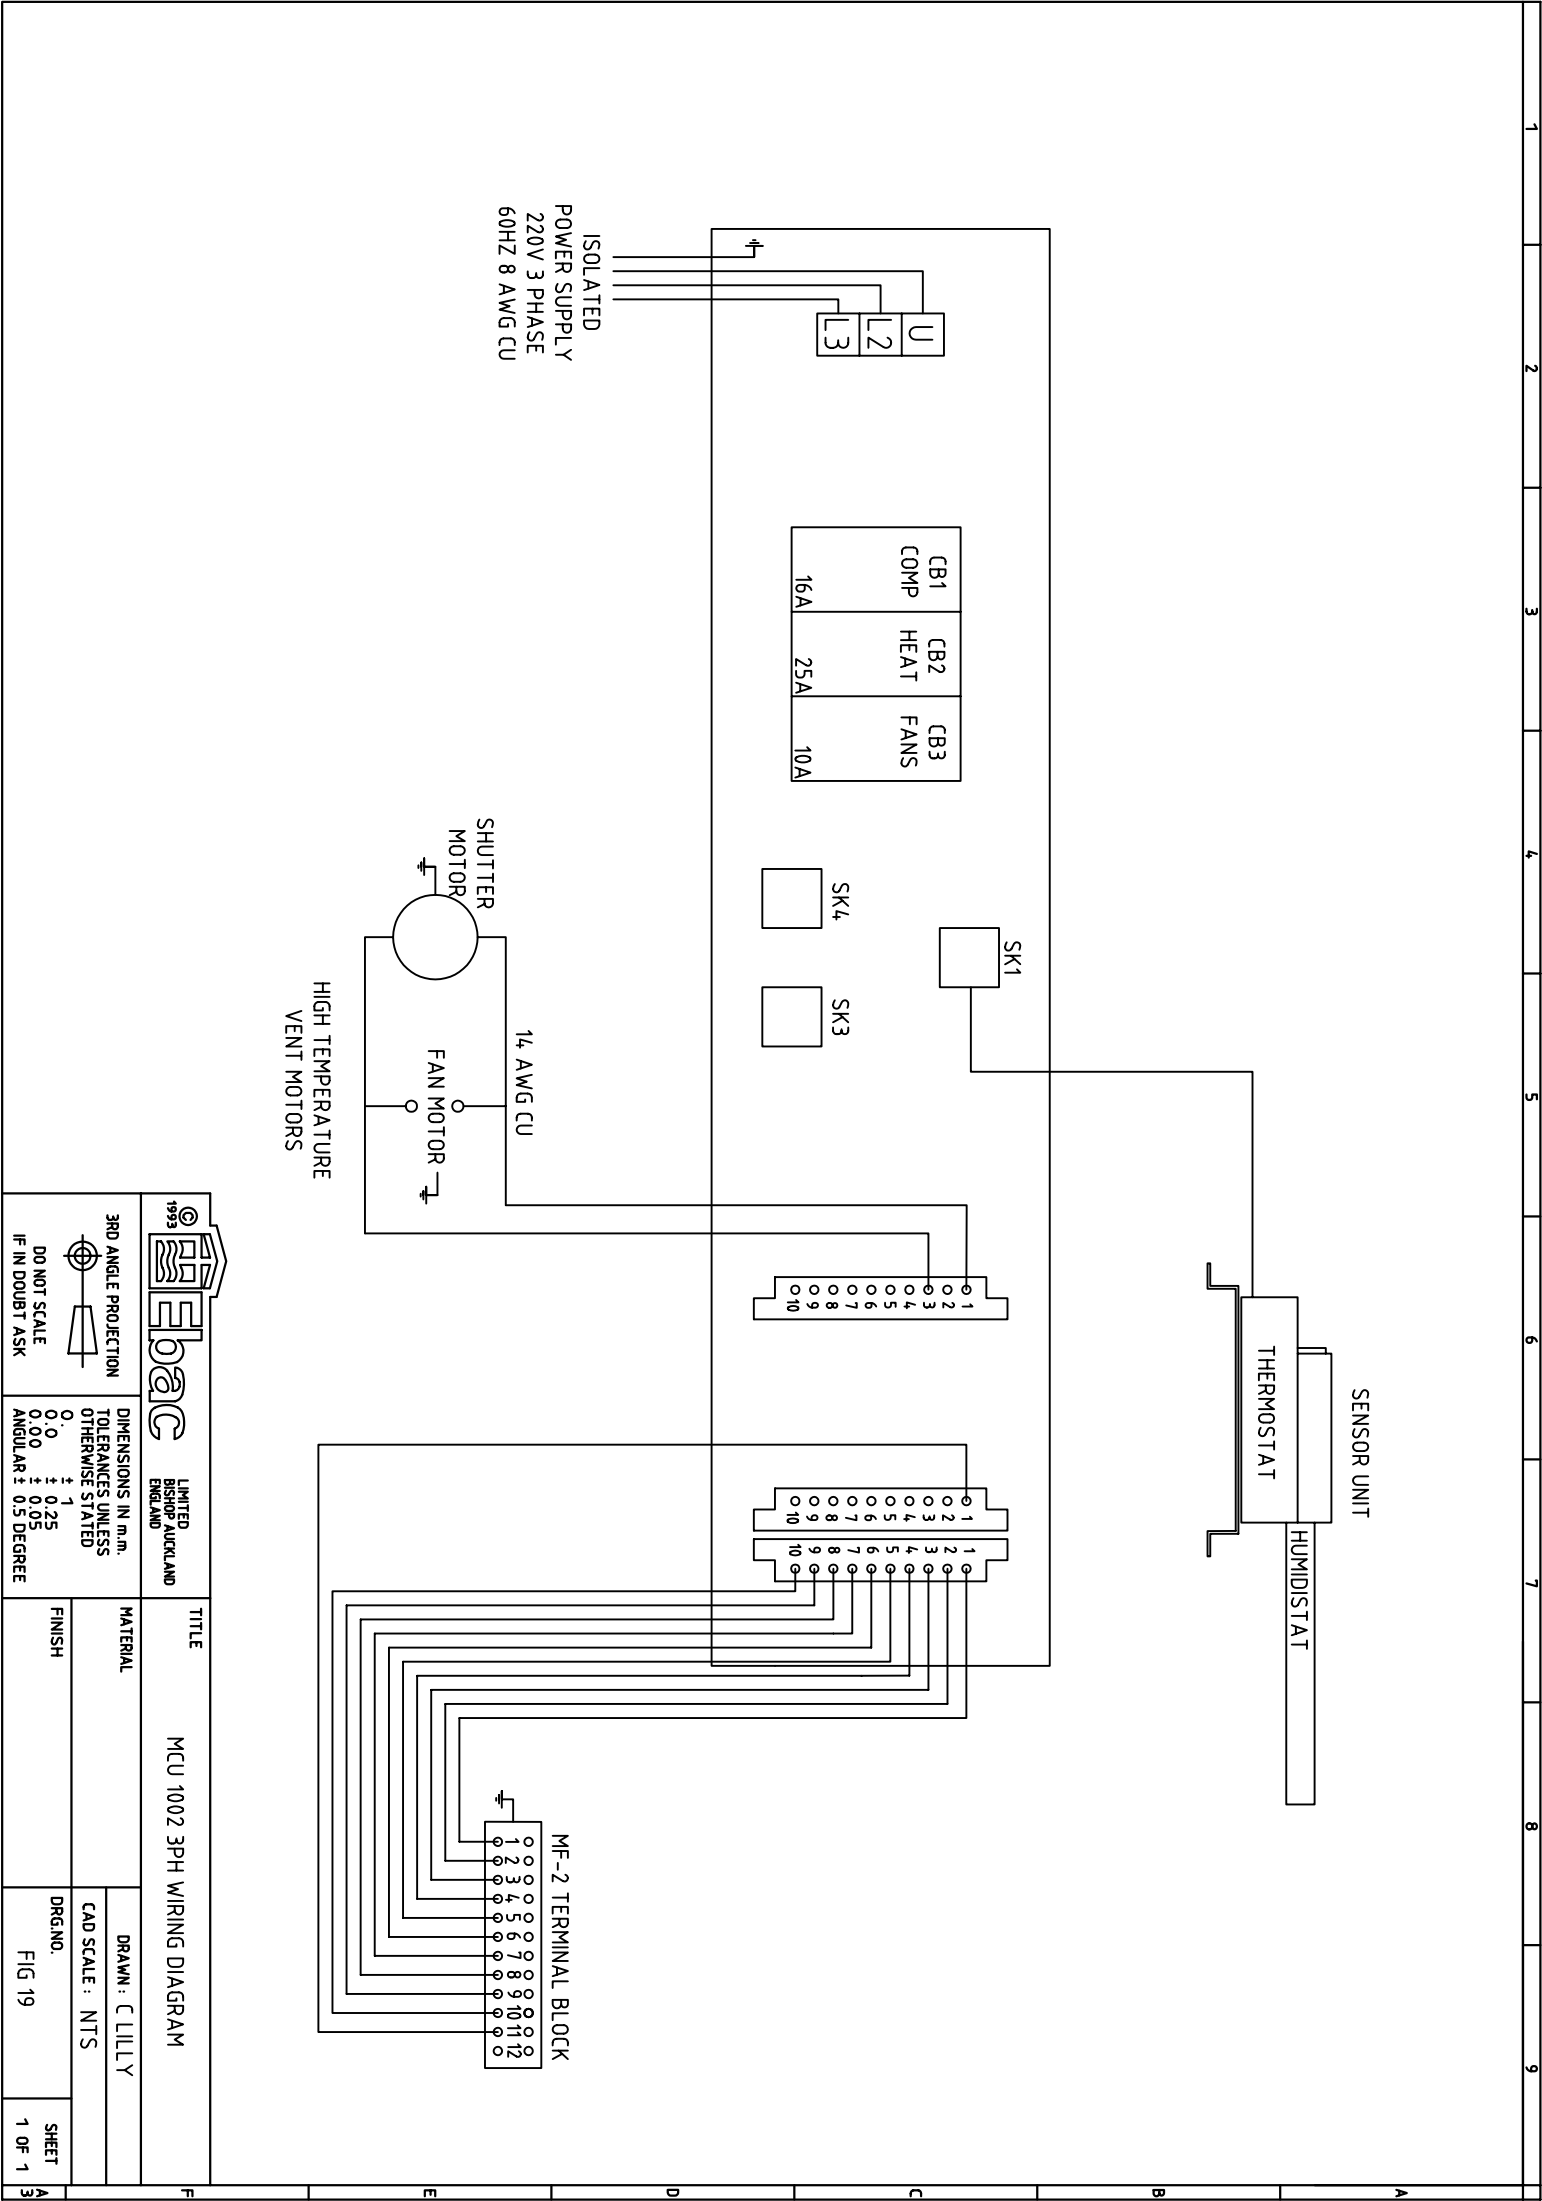 1
2
3
4
5
6
7
8
9
A
B
C
D
E
F
SENSOR UNIT
THERMOSTAT
HUMIDISTAT
SK1
SK4
SK3
CB1
COMP
16A
CB2
HEAT
25A
CB3
FANS
10A
U
L2
L3
ISOLATED
POWER SUPPLY
220V 3 PHASE
60HZ 8 AWG CU
1
2
3
4
5
6
7
8
9
10
1
2
3
4
5
6
7
8
9
10
1
2
3
4
5
6
7
8
9
10
SHUTTER
MOTOR
14 AWG CU
FAN MOTOR
HIGH TEMPERATURE
VENT MOTORS
MF-2 TERMINAL BLOCK
1 2 3 4 5 6 7 8 9 10 11 12
© 1993
Ebac
LIMITED
BISHOP AUCKLAND
ENGLAND
3RD ANGLE PROJECTION
DO NOT SCALE
IF IN DOUBT ASK
DIMENSIONS IN m.m.
TOLERANCES UNLESS
OTHERWISE STATED
0. ± 1
0.0 ± 0.25
0.00 ± 0.05
ANGULAR ± 0.5 DEGREE
TITLE
MCU 1002 3PH WIRING DIAGRAM
MATERIAL
FINISH
DRAWN : C LILLY
CAD SCALE : NTS
DRG.NO.
FIG 19
SHEET
1 OF 1
A
3